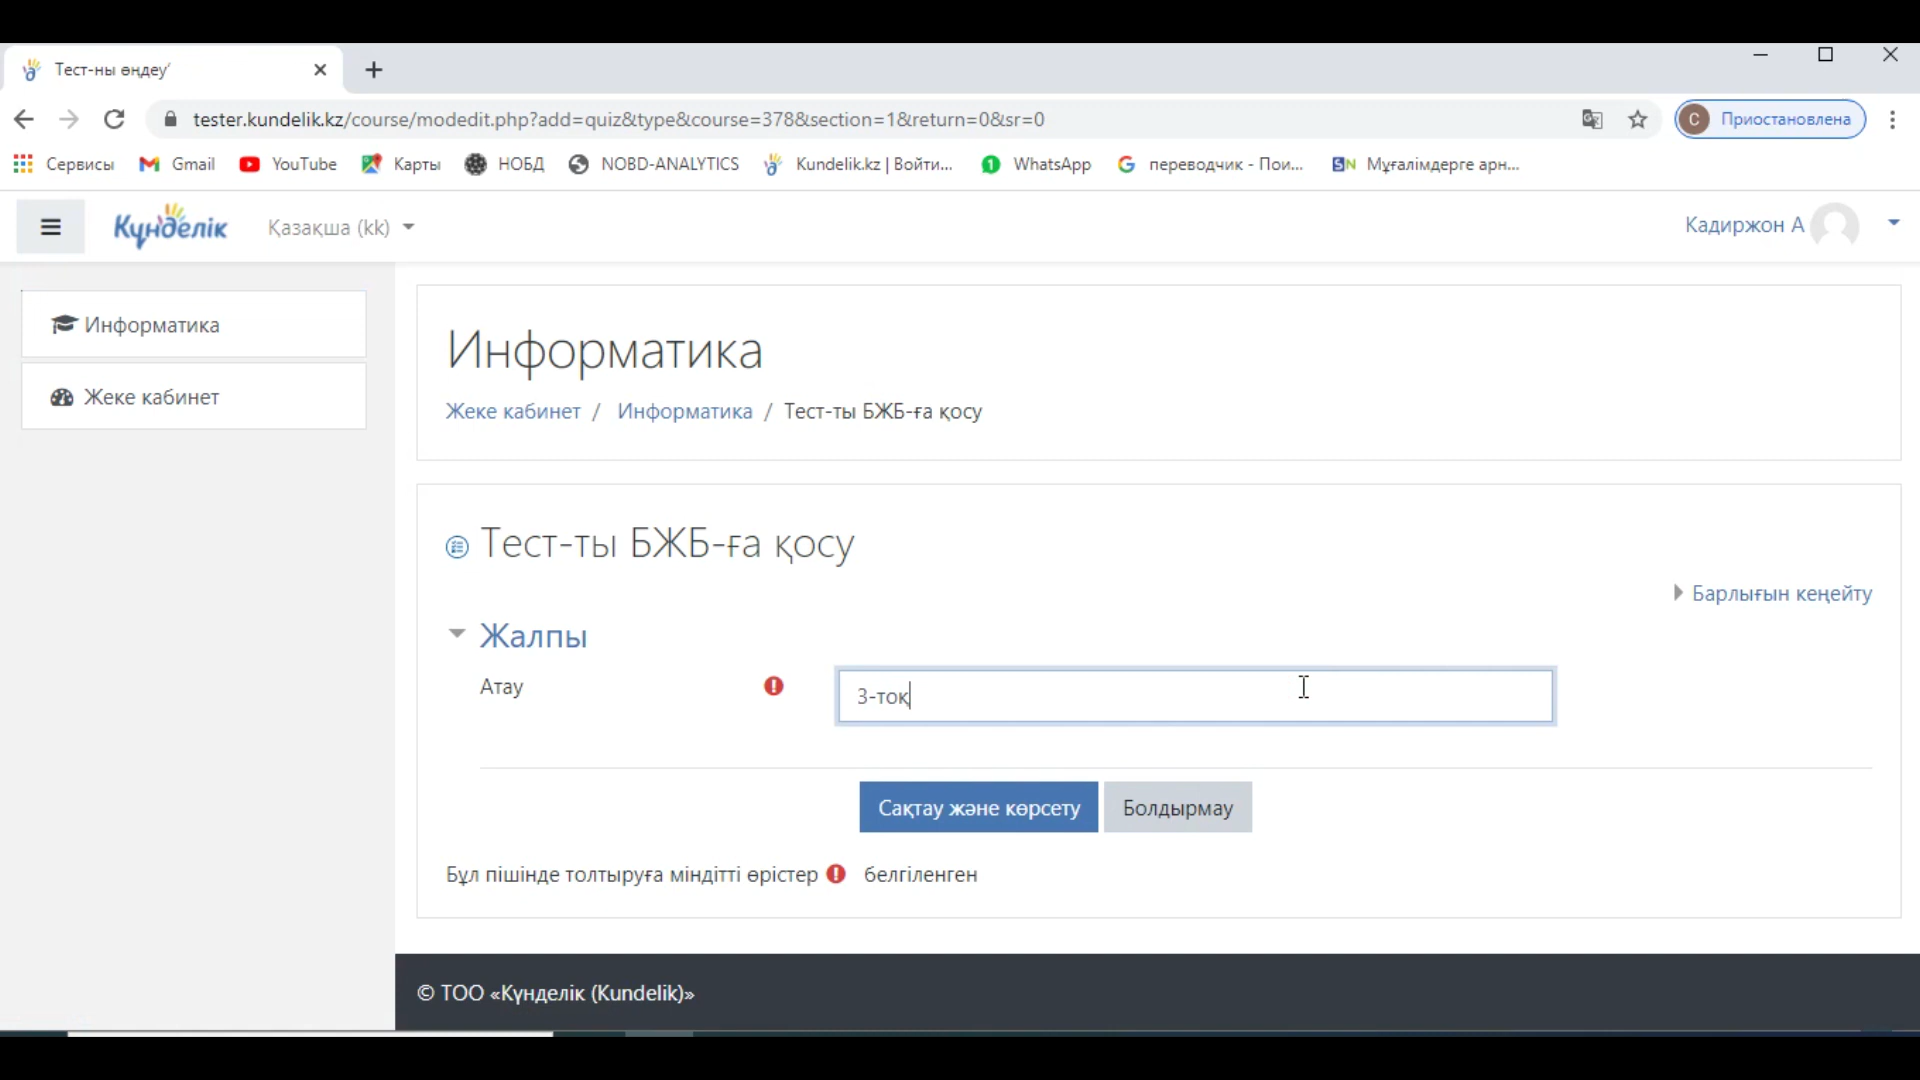 Тест-ны өңдеу'
tester.kundelik.kz/course/modedit.php?add=quiz&type&course=378&section=1&return=0&sr=0
С Приостановлена
Сервисы Gmail YouTube Карты НОБД NOBD-ANALYTICS Kundelik.kz | Войти... 1 WhatsApp переводчик - Пои... SN Мұғалімдерге арн...
Күнделік Қазақша (kk) Кадиржон А
Информатика
Жеке кабинет
Информатика
Жеке кабинет / Информатика / Тест-ты БЖБ-ға қосу
Тест-ты БЖБ-ға қосу
Барлығын кеңейту
Жалпы
Атау 3-тоқ
Сақтау және көрсету Болдырмау
Бұл пішінде толтыруға міндітті өрістер белгіленген
© ТОО «Күнделік (Kundelik)»